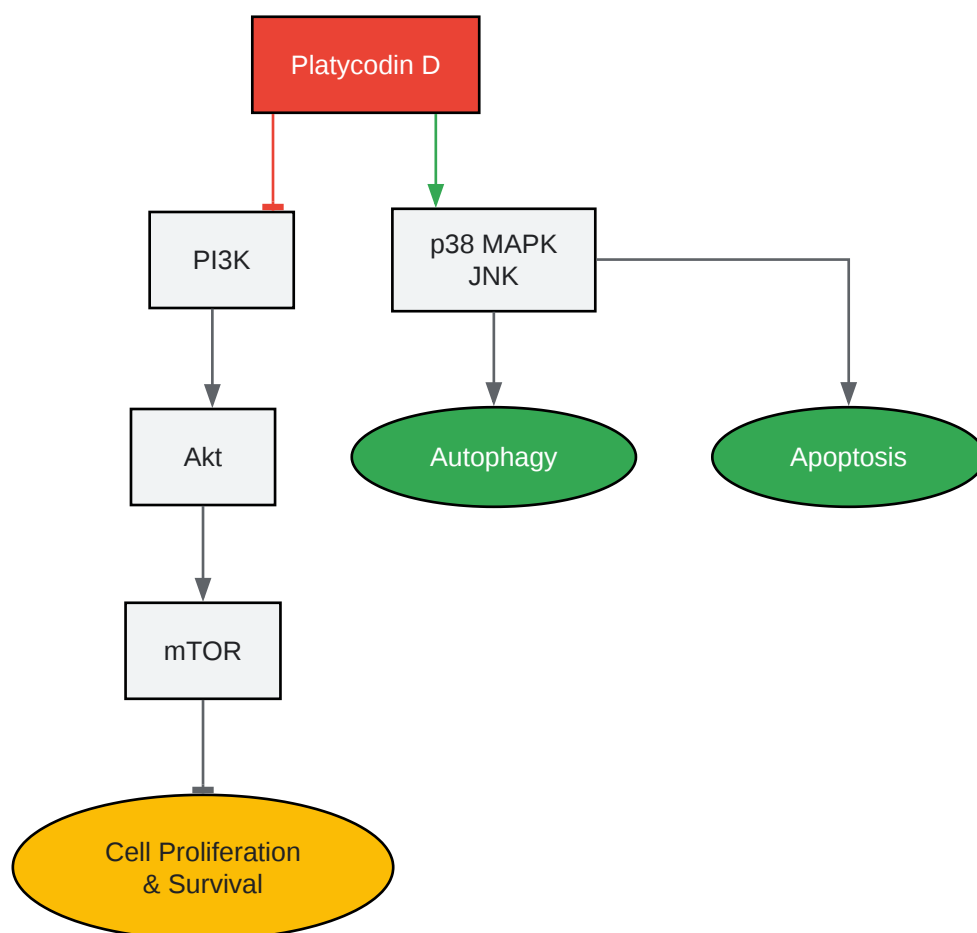 Platycodin D
PI3K
p38 MAPK
JNK
Akt
Autophagy
Apoptosis
mTOR
Cell Proliferation
& Survival